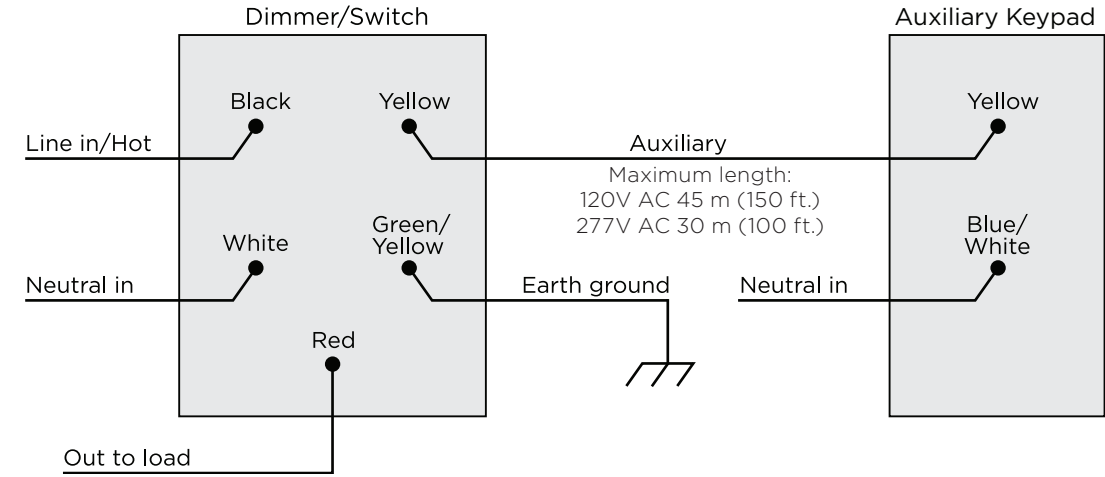 Dimmer/Switch
Auxiliary Keypad
Black
Yellow
Yellow
Line in/Hot
Auxiliary
Maximum length:
120V AC 45 m (150 ft.)
277V AC 30 m (100 ft.)
White
Green/
Yellow
Blue/
White
Neutral in
Earth ground
Neutral in
Red
Out to load